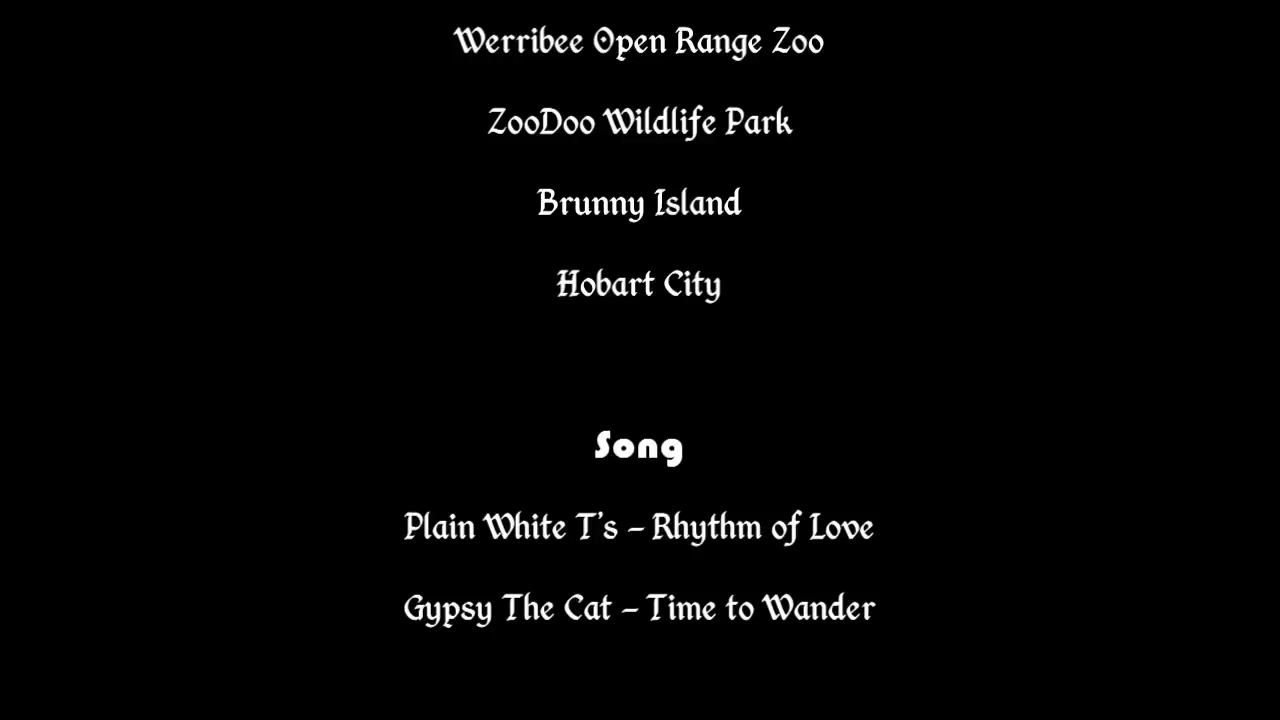 Werribee Open Range Zoo
ZooDoo Wildlife Park
Brunny Island
Hobart City
Song
Plain White T's – Rhythm of Love
Gypsy The Cat – Time to Wander